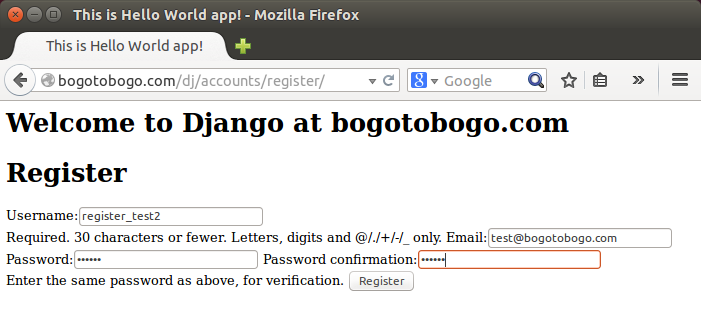 This is Hello World app! - Mozilla Firefox
This is Hello World app!
bogotobogo.com/dj/accounts/register/ Google
Welcome to Django at bogotobogo.com
Register
Username: register_test2
Required. 30 characters or fewer. Letters, digits and @/./+/-/_ only. Email: test@bogotobogo.com
Password: •••••• Password confirmation: ••••••
Enter the same password as above, for verification. Register